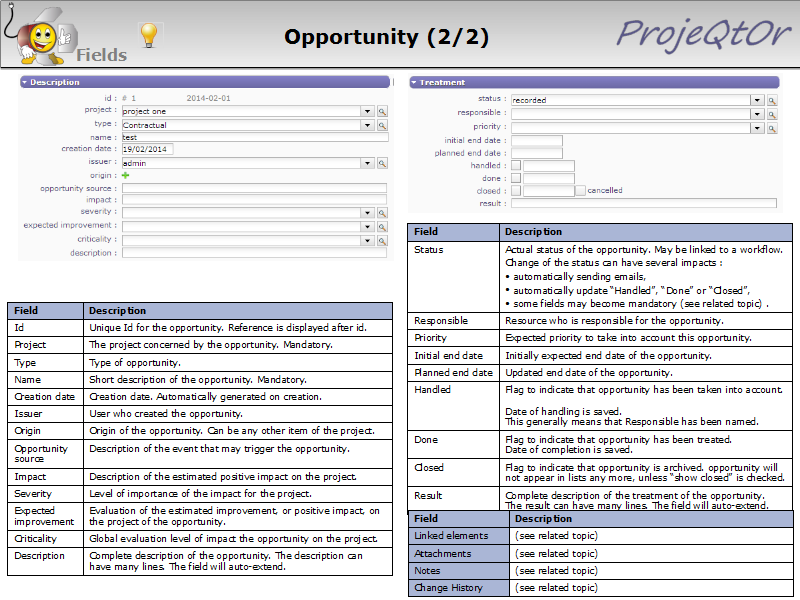 Fields
Opportunity (2/2)
ProjeQtOr
Description
id : # 1 2014-02-01
project : project one
type : Contractual
name : test
creation date : 19/02/2014
issuer : admin
origin :
opportunity source :
impact :
severity :
expected improvement :
criticality :
description :
Field Description
Id Unique Id for the opportunity. Reference is displayed after id.
Project The project concerned by the opportunity. Mandatory.
Type Type of opportunity.
Name Short description of the opportunity. Mandatory.
Creation date Creation date. Automatically generated on creation.
Issuer User who created the opportunity.
Origin Origin of the opportunity. Can be any other item of the project.
Opportunity Description of the event that may trigger the opportunity.
source
Impact Description of the estimated positive impact on the project.
Severity Level of importance of the impact for the project.
Expected Evaluation of the estimated improvement, or positive impact, on
improvement the project of the opportunity.
Criticality Global evaluation level of impact the opportunity on the project.
Description Complete description of the opportunity. The description can
have many lines. The field will auto-extend.
Treatment
status : recorded
responsible :
priority :
initial end date :
planned end date :
handled :
done :
closed : cancelled
result :
Field Description
Status Actual status of the opportunity. May be linked to a workflow.
Change of the status can have several impacts :
• automatically sending emails,
• automatically update “Handled”, “Done” or “Closed”,
• some fields may become mandatory (see related topic) .
Responsible Resource who is responsible for the opportunity.
Priority Expected priority to take into account this opportunity.
Initial end date Initially expected end date of the opportunity.
Planned end date Updated end date of the opportunity.
Handled Flag to indicate that opportunity has been taken into account.
Date of handling is saved.
This generally means that Responsible has been named.
Done Flag to indicate that opportunity has been treated.
Date of completion is saved.
Closed Flag to indicate that opportunity is archived. opportunity will
not appear in lists any more, unless “show closed” is checked.
Result Complete description of the treatment of the opportunity.
The result can have many lines. The field will auto-extend.
Field Description
Linked elements (see related topic)
Attachments (see related topic)
Notes (see related topic)
Change History (see related topic)